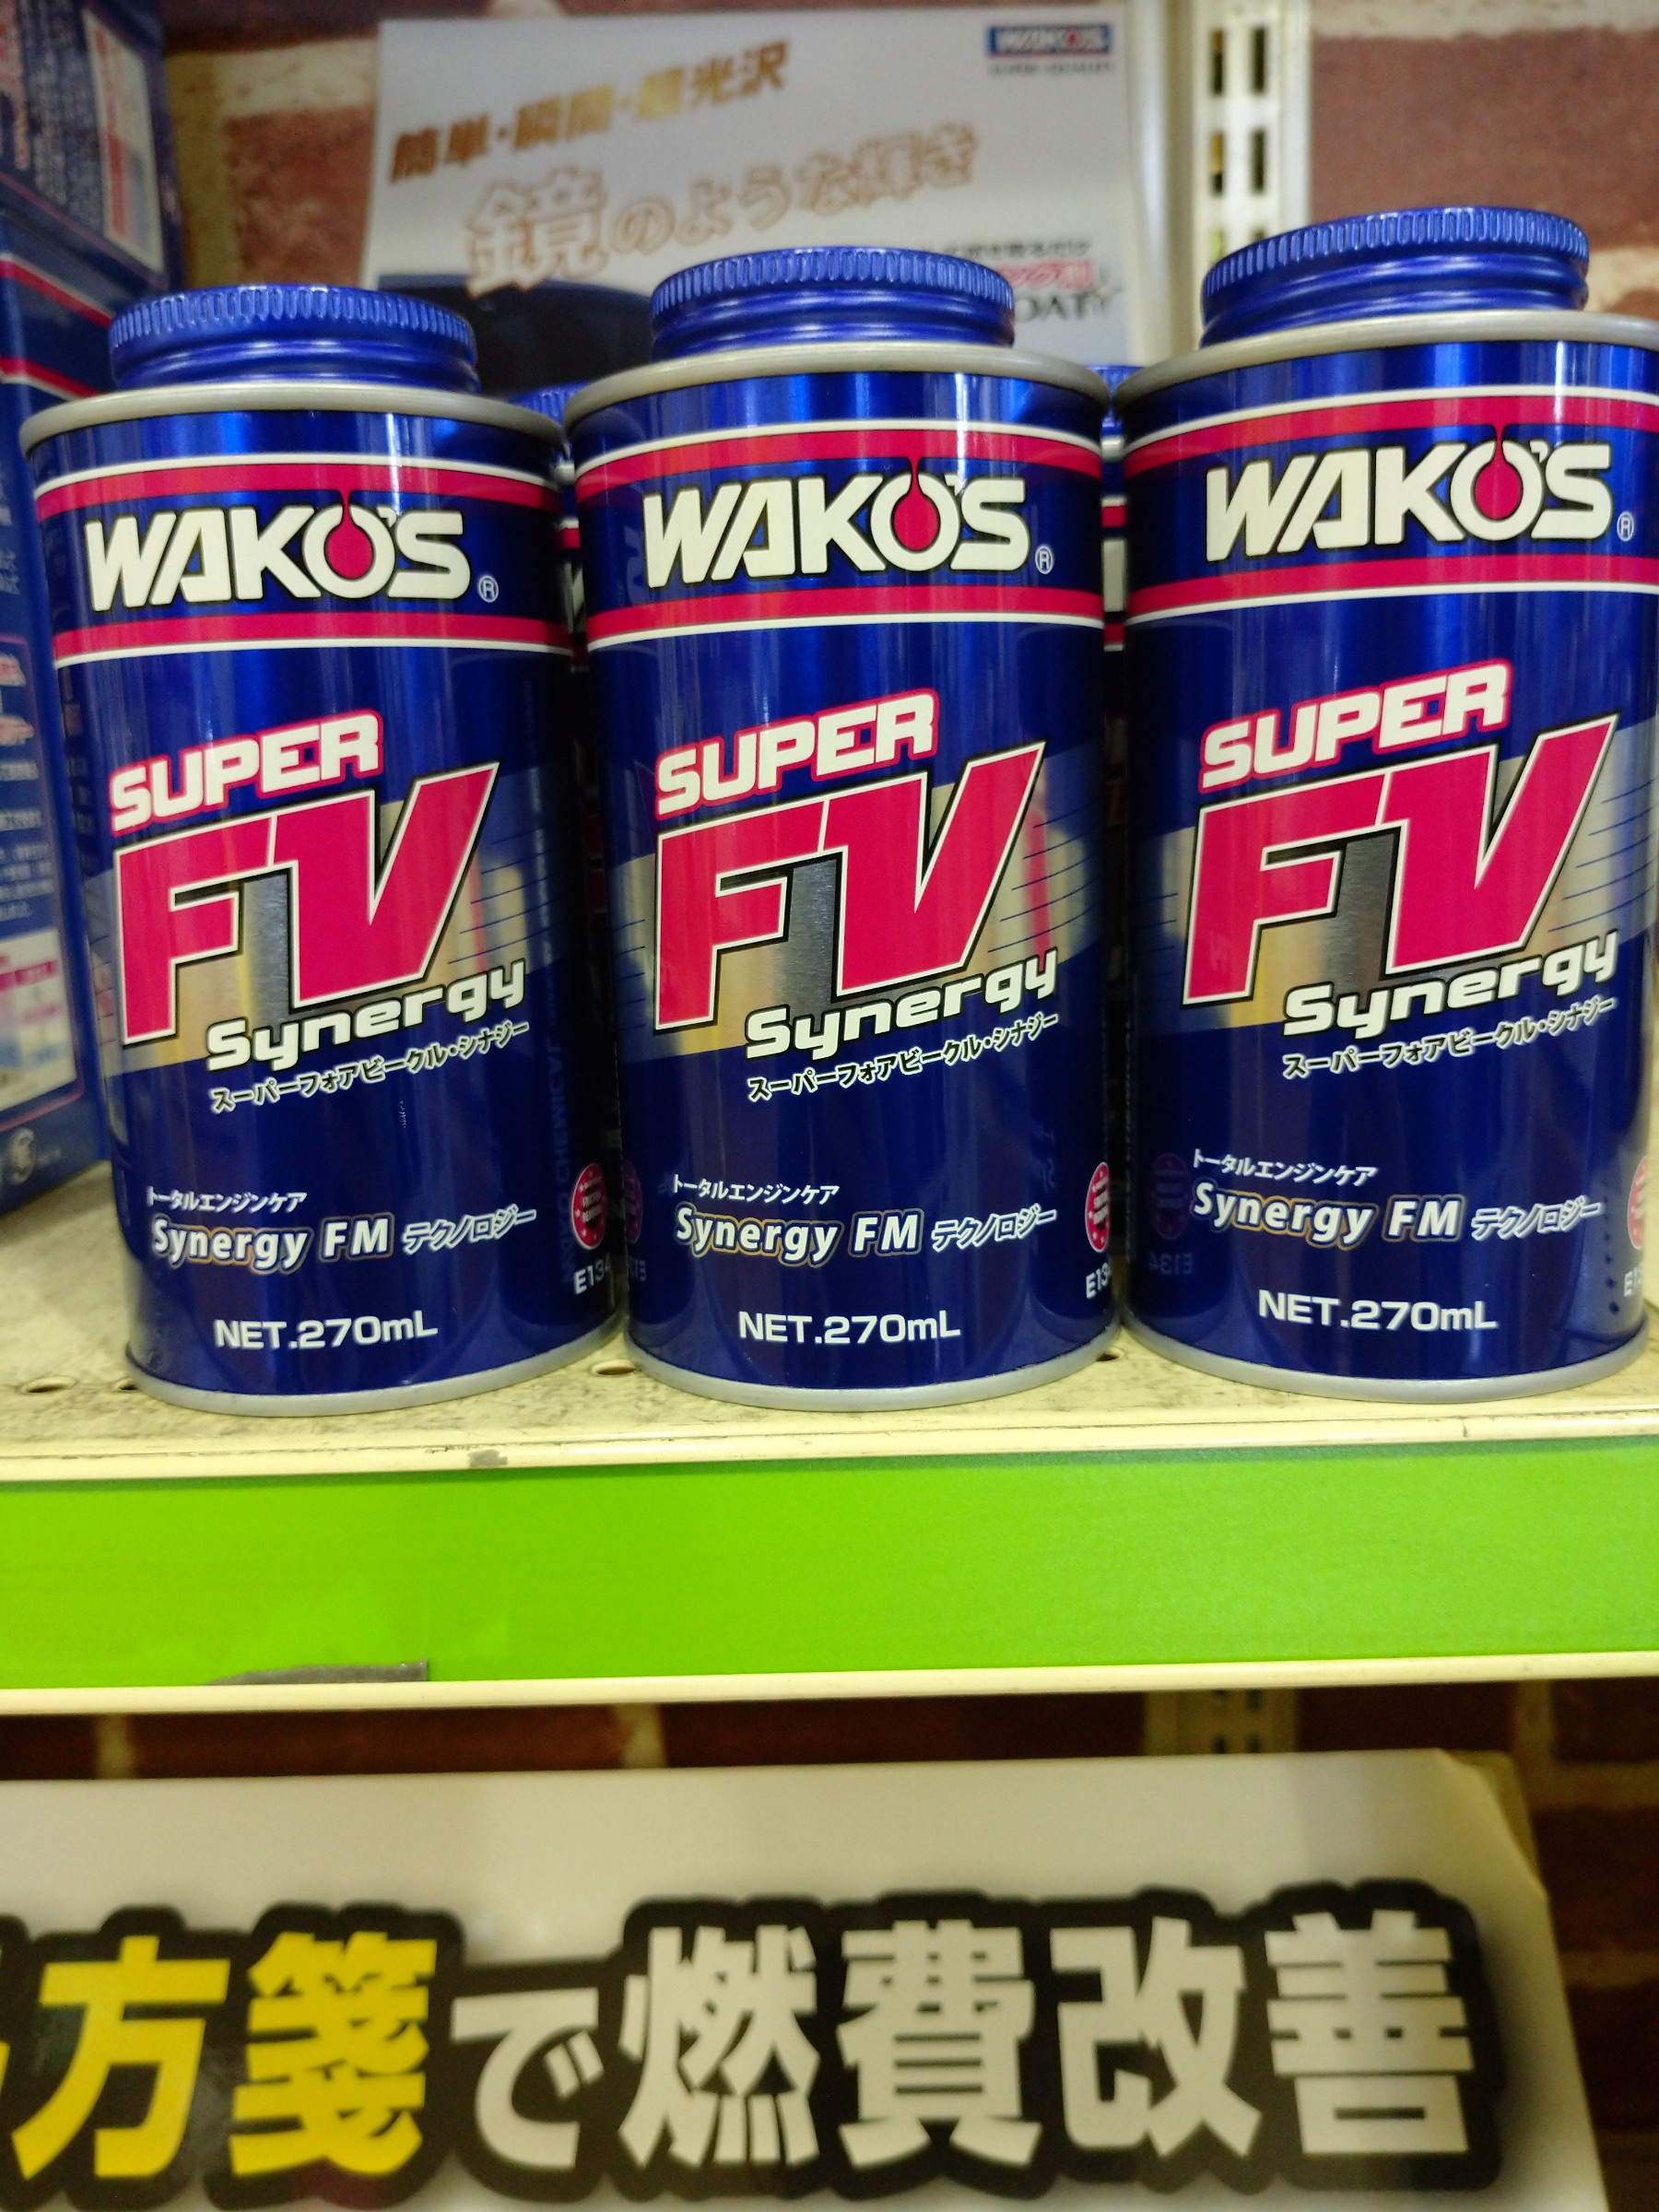 WAKO'S
簡単・瞬間・超光沢
鏡のような輝き
WAKO'S®
SUPER
FV
Synergy
スーパーフォアビークル・シナジー
トータルエンジンケア
Synergy FM テクノロジー
NET.270mL
E134
WAKO'S®
SUPER
FV
Synergy
スーパーフォアビークル・シナジー
トータルエンジンケア
Synergy FM テクノロジー
NET.270mL
WAKO'S®
SUPER
FV
Synergy
スーパーフォアビークル・シナジー
トータルエンジンケア
Synergy FM テクノロジー
NET.270mL
方箋で燃費改善